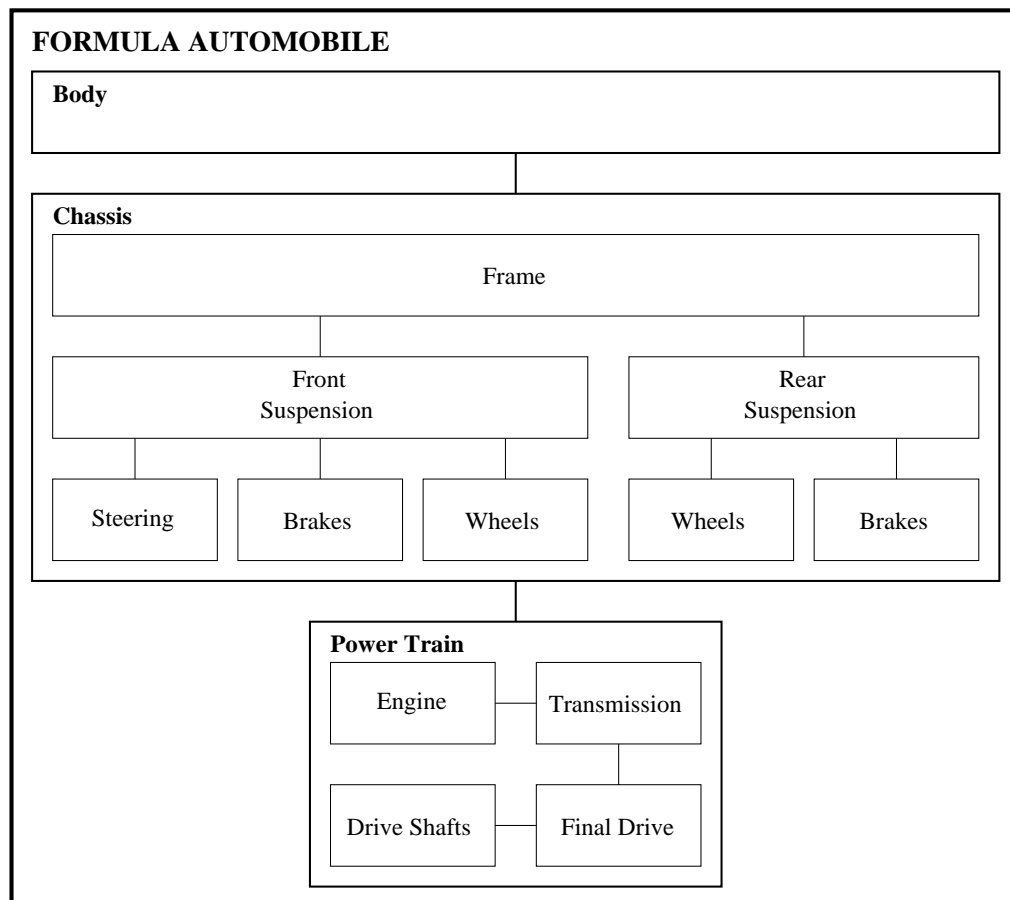 FORMULA AUTOMOBILE
Body
Chassis
Frame
Front
Suspension
Rear
Suspension
Steering
Brakes
Wheels
Wheels
Brakes
Power Train
Engine
Transmission
Drive Shafts
Final Drive